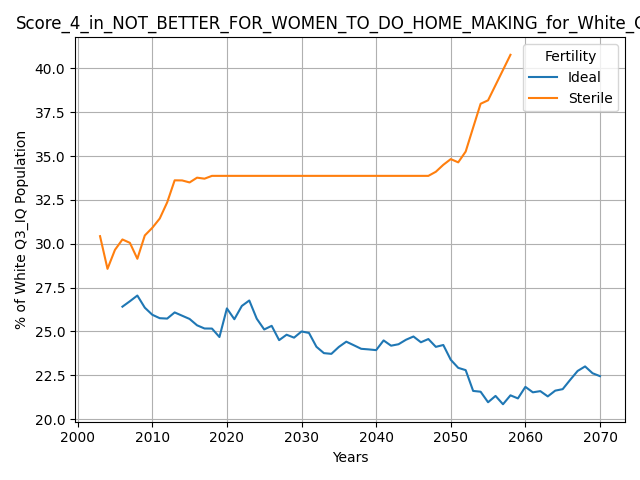 Score_4_in_NOT_BETTER_FOR_WOMEN_TO_DO_HOME_MAKING_for_White_
Fertility
Ideal
Sterile
% of White Q3_IQ Population
40.0
37.5
35.0
32.5
30.0
27.5
25.0
22.5
20.0
2000 2010 2020 2030 2040 2050 2060 2070
Years